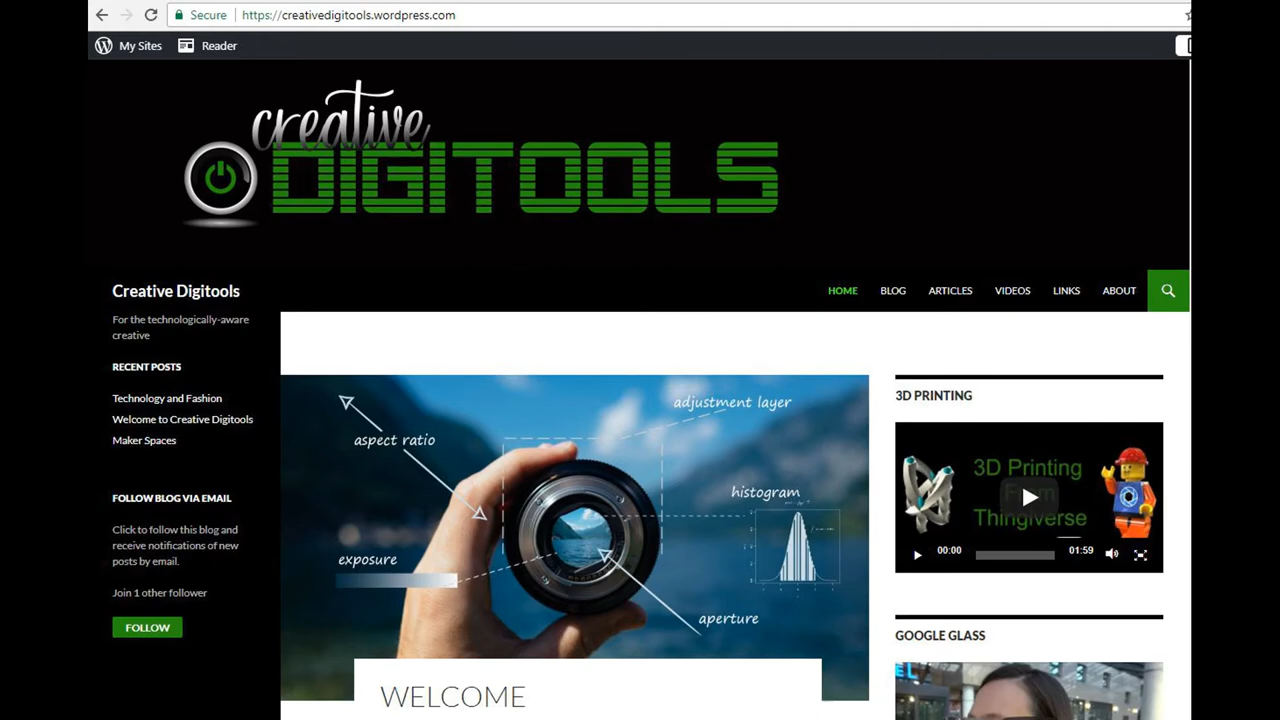 Secure
https://creativedigitools.wordpress.com
My Sites
Reader
creative
DIGITOOLS
Creative Digitools
HOME
BLOG
ARTICLES
VIDEOS
LINKS
ABOUT
For the technologically-aware
creative
RECENT POSTS
Technology and Fashion
Welcome to Creative Digitools
Maker Spaces
FOLLOW BLOG VIA EMAIL
Click to follow this blog and
receive notifications of new
posts by email.
Join 1 other follower
FOLLOW
adjustment layer
aspect ratio
histogram
exposure
aperture
WELCOME
3D PRINTING
3D Printing
From
Thingiverse
00:00
01:59
GOOGLE GLASS
EL